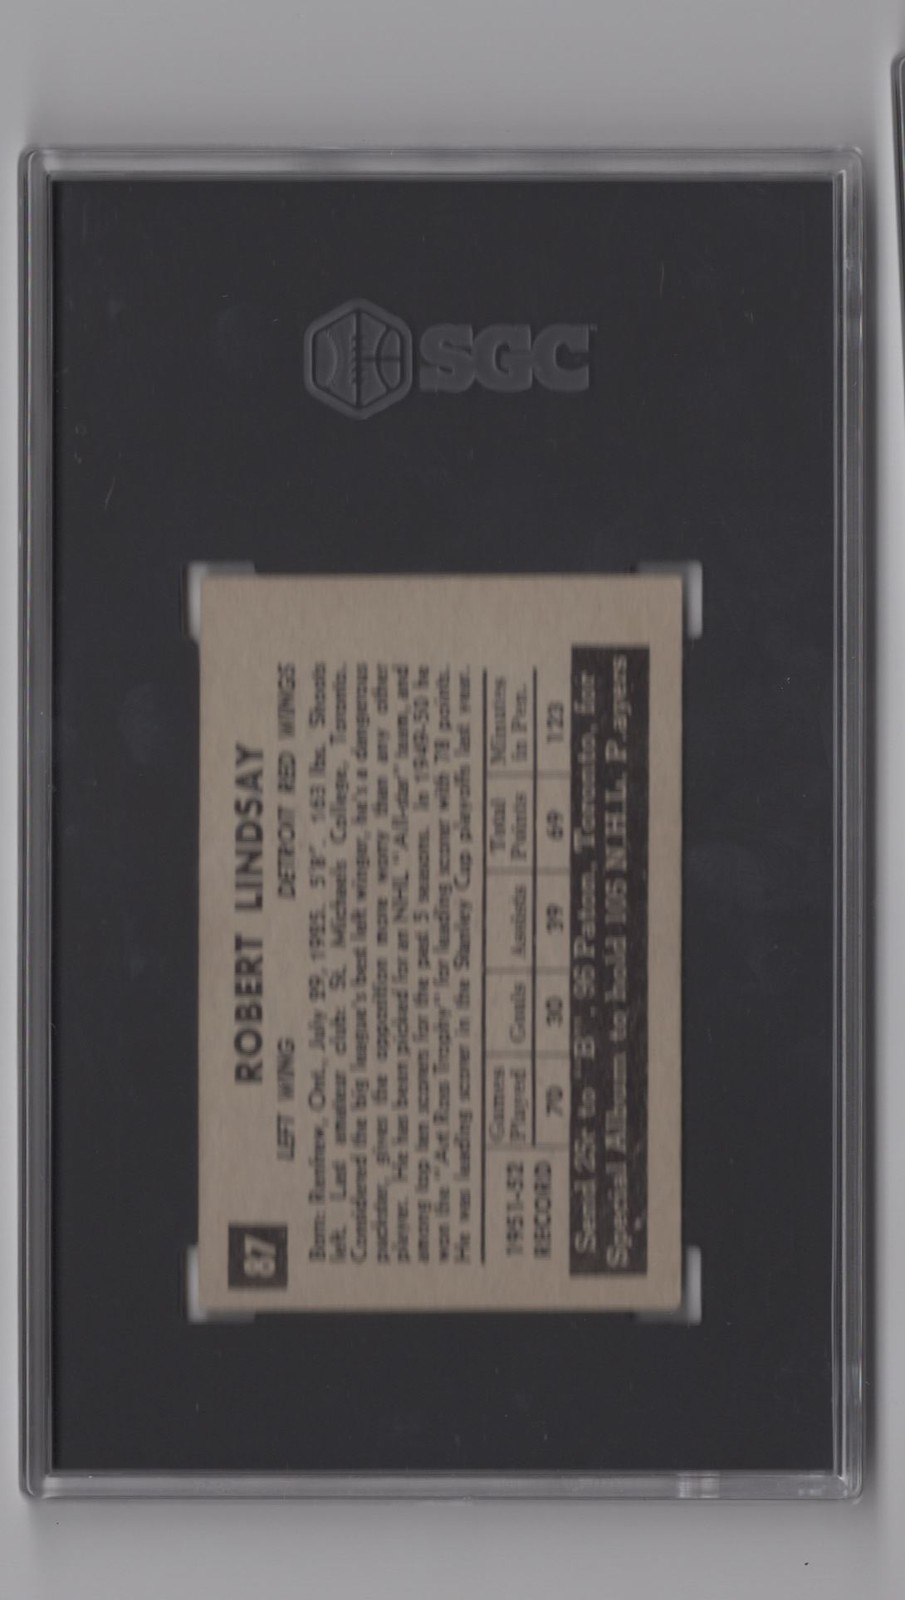 SGC
87
ROBERT LINDSAY
LEFT WING DETROIT RED WINGS
Born: Renfrew, Ont., July 29, 1925. 5'8". 163 lbs. Shoots
left. Last amateur club: St. Michael's College, Toronto.
Considered the big league's best left winger, he's a dangerous
puckster, gives the opposition more worry than any other
player. He has been picked for an NHL "All-star" team, and
among top ten scorers for the past 5 seasons. In 1949-50 he
won the "Art Ross Trophy" for leading scorer with 78 points.
He was leading scorer in the Stanley Cup playoffs last year.
1951-52 RECORD
Games Played Goals Assists Total Points Minutes in Pen.
70 30 39 69 123
Send 25c to "B", 96 Paton, Toronto, for
Special Album to hold 105 N.H.L. Players